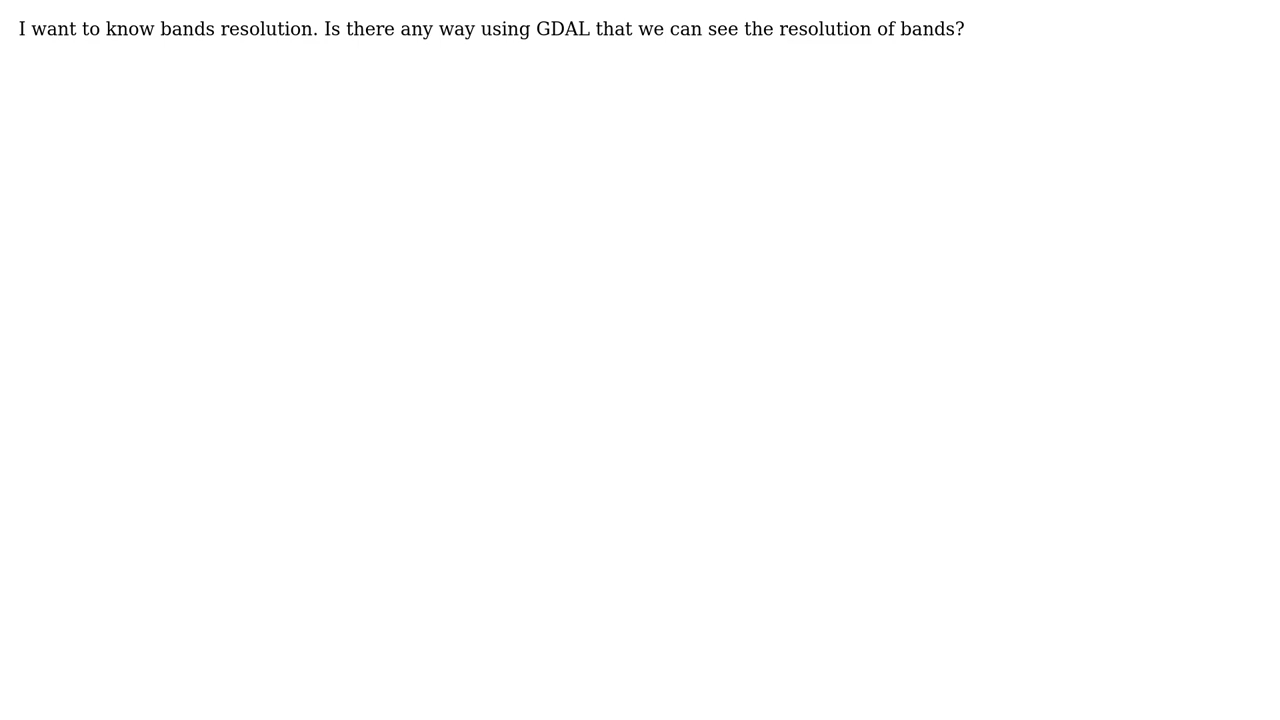 I want to know bands resolution. Is there any way using GDAL that we can see the resolution of bands?